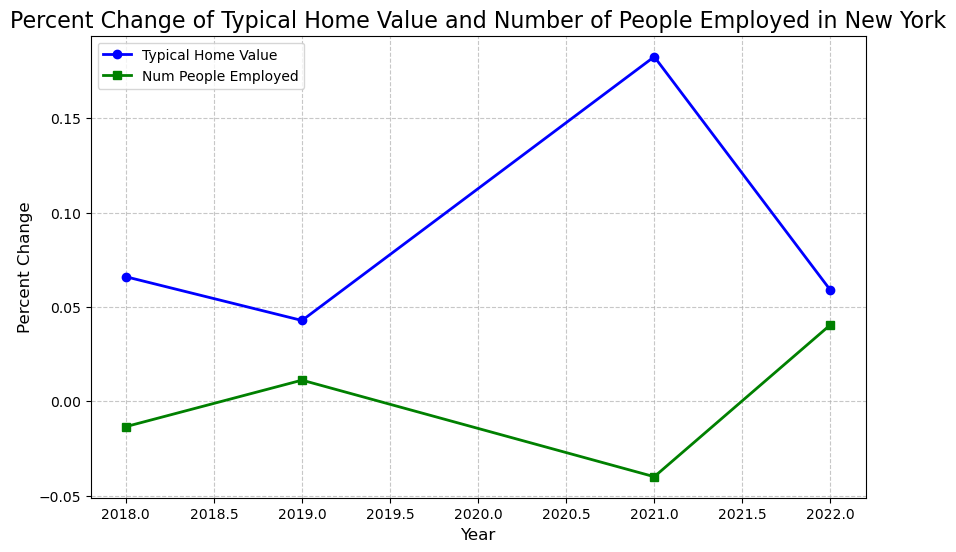 Percent Change of Typical Home Value and Number of People Employed in New York
Typical Home Value
Num People Employed
Percent Change
0.15
0.10
0.05
0.00
−0.05
2018.0 2018.5 2019.0 2019.5 2020.0 2020.5 2021.0 2021.5 2022.0
Year